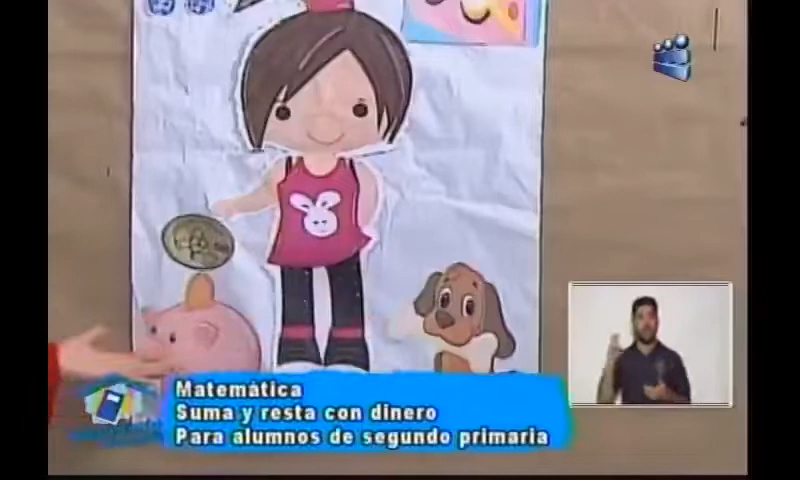 Matemática
Suma y resta con dinero
Para alumnos de segundo primaria